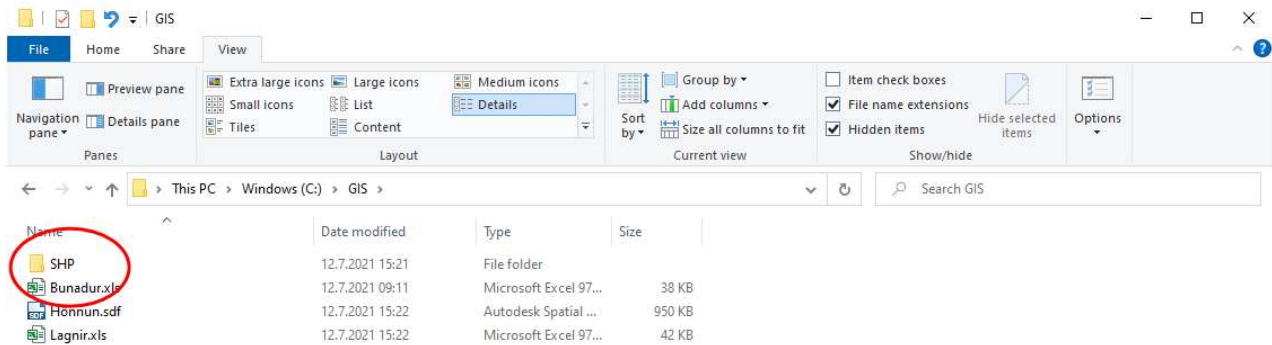 GIS
File Home Share View
Navigation pane
Preview pane
Details pane
Panes
Extra large icons Large icons Medium icons
Small icons List Details
Tiles Content
Layout
Sort by
Group by
Add columns
Size all columns to fit
Current view
Item check boxes
File name extensions
Hidden items
Hide selected items
Show/hide
Options
This PC > Windows (C:) > GIS >
Search GIS
Name Date modified Type Size
SHP 12.7.2021 15:21 File folder
Bunadur.xls 12.7.2021 09:11 Microsoft Excel 97... 38 KB
Honnun.sdf 12.7.2021 15:22 Autodesk Spatial ... 950 KB
Lagnir.xls 12.7.2021 15:22 Microsoft Excel 97... 42 KB